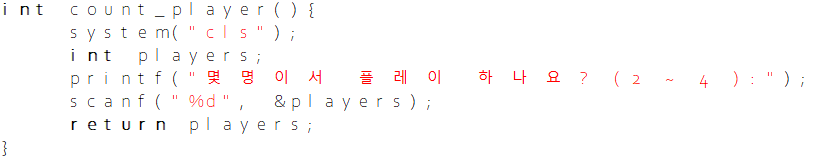 int count_player(){
system("cls");
int players;
printf("몇 명이서 플레이 하나요? (2 ~ 4 ):");
scanf("%d", &players);
return players;
}